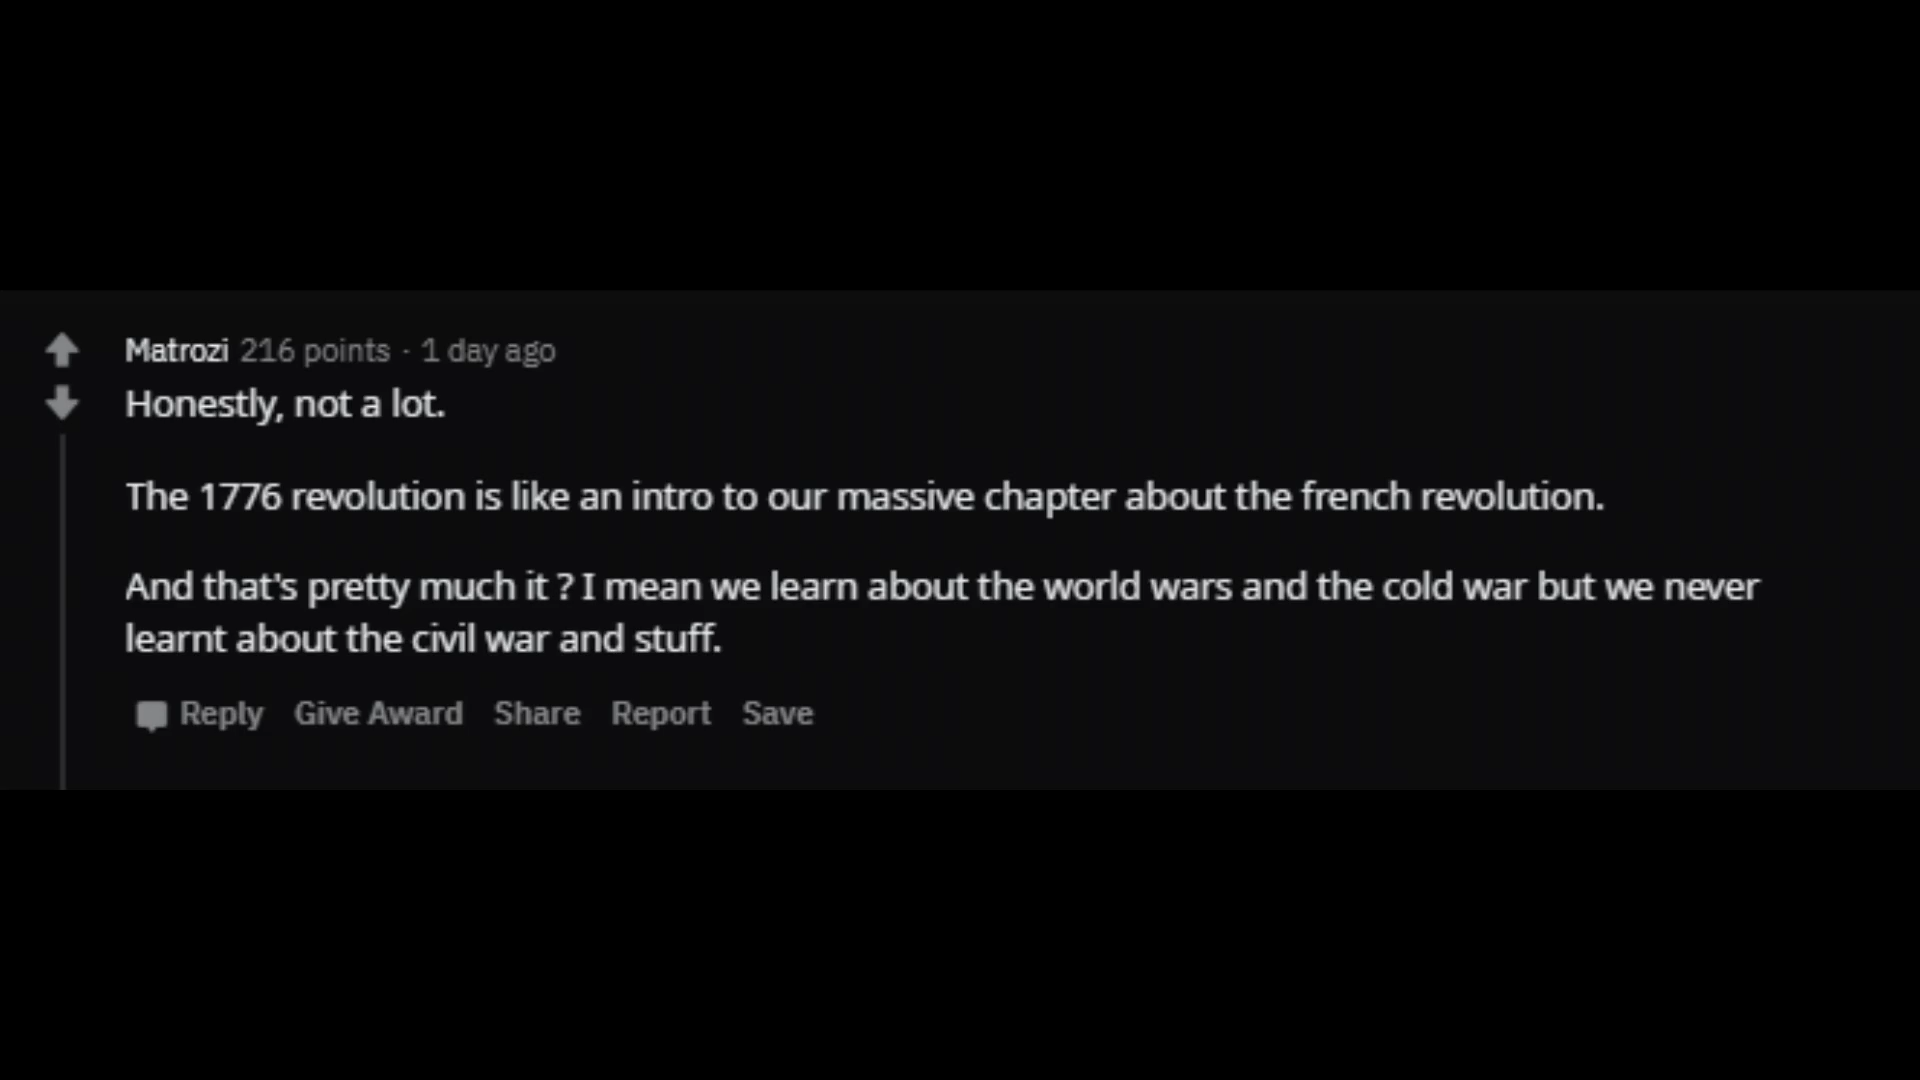 Matrozi 216 points · 1 day ago
Honestly, not a lot.
The 1776 revolution is like an intro to our massive chapter about the french revolution.
And that's pretty much it ? I mean we learn about the world wars and the cold war but we never
learnt about the civil war and stuff.
Reply Give Award Share Report Save